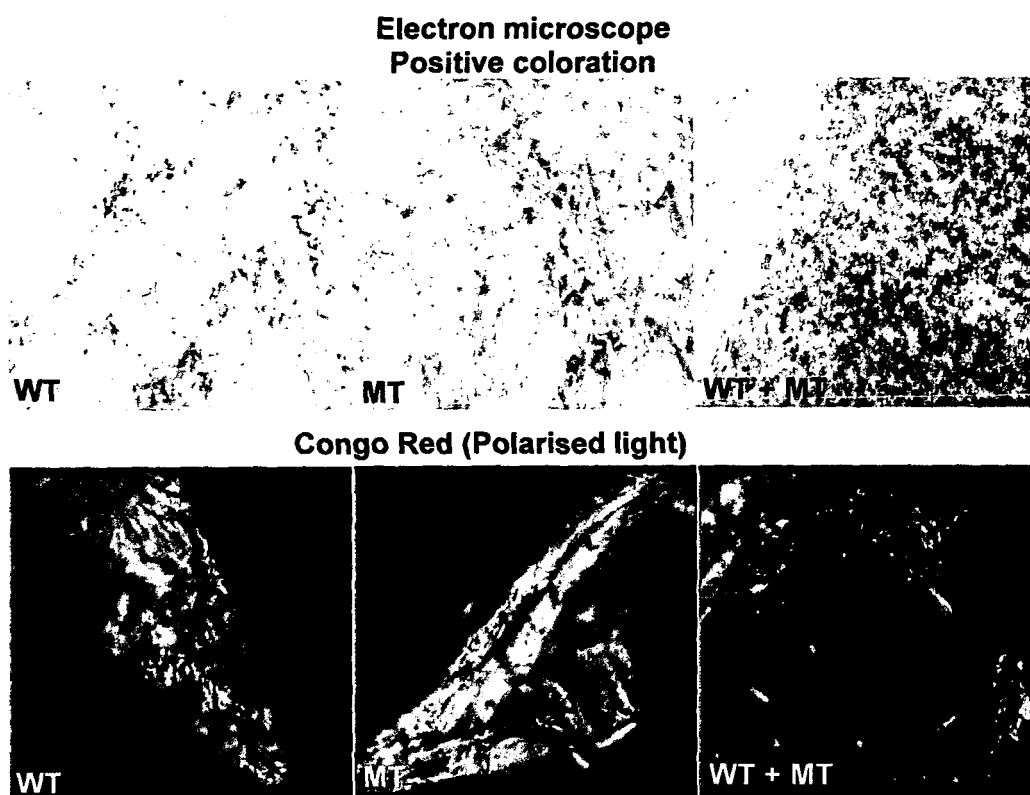 Electron microscope
Positive coloration
WT
MT
WT + MT
Congo Red (Polarised light)
WT
MT
WT + MT